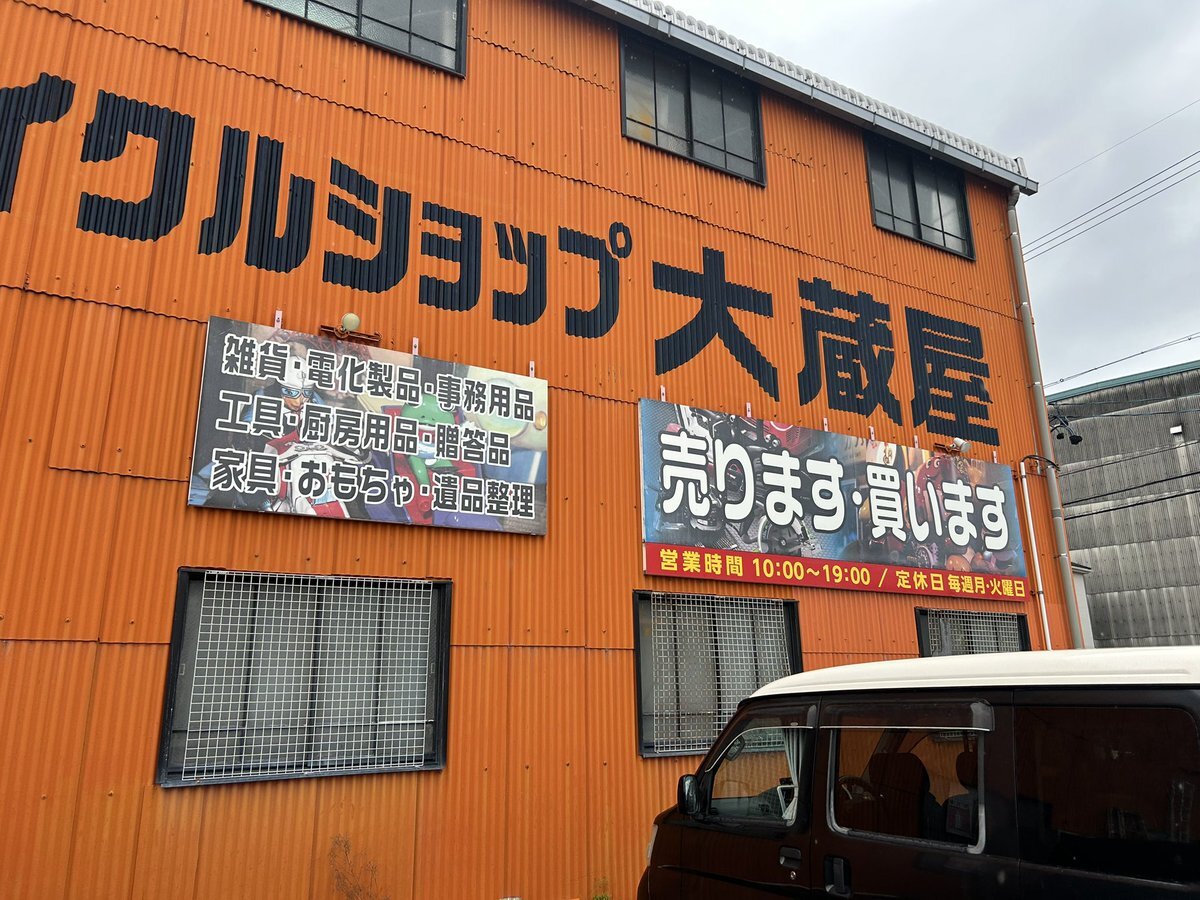 イクルショップ 大蔵屋
雑貨・電化製品・事務用品
工具・厨房用品・贈答品
家具・おもちゃ・遺品整理
売ります・買います
営業時間 10:00～19:00 / 定休日 毎週月・火曜日